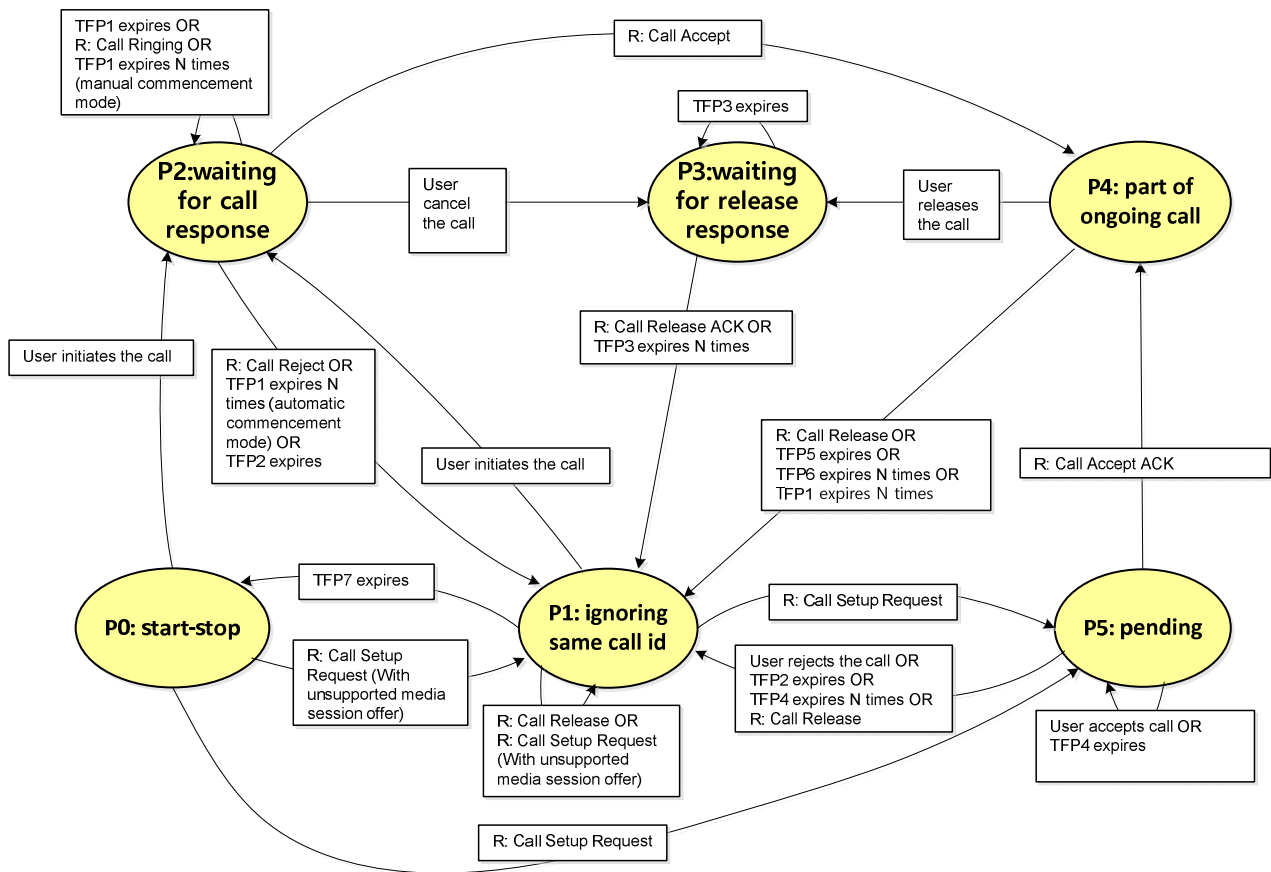 TFP1 expires OR
R: Call Ringing OR
TFP1 expires N times
(manual commencement
mode)
R: Call Accept
TFP3 expires
P2:waiting
for call
response
User
cancel
the call
P3:waiting
for release
response
User
releases
the call
P4: part of
ongoing call
User initiates the call
R: Call Reject OR
TFP1 expires N
times (automatic
commencement
mode) OR
TFP2 expires
User initiates the call
R: Call Release ACK OR
TFP3 expires N times
R: Call Release OR
TFP5 expires OR
TFP6 expires N times OR
TFP1 expires N times
R: Call Accept ACK
TFP7 expires
P0: start-stop
R: Call Setup
Request (With
unsupported media
session offer)
P1: ignoring
same call id
R: Call Setup Request
P5: pending
R: Call Release OR
R: Call Setup Request
(With unsupported
media session offer)
User rejects the call OR
TFP2 expires OR
TFP4 expires N times OR
R: Call Release
User accepts call OR
TFP4 expires
R: Call Setup Request